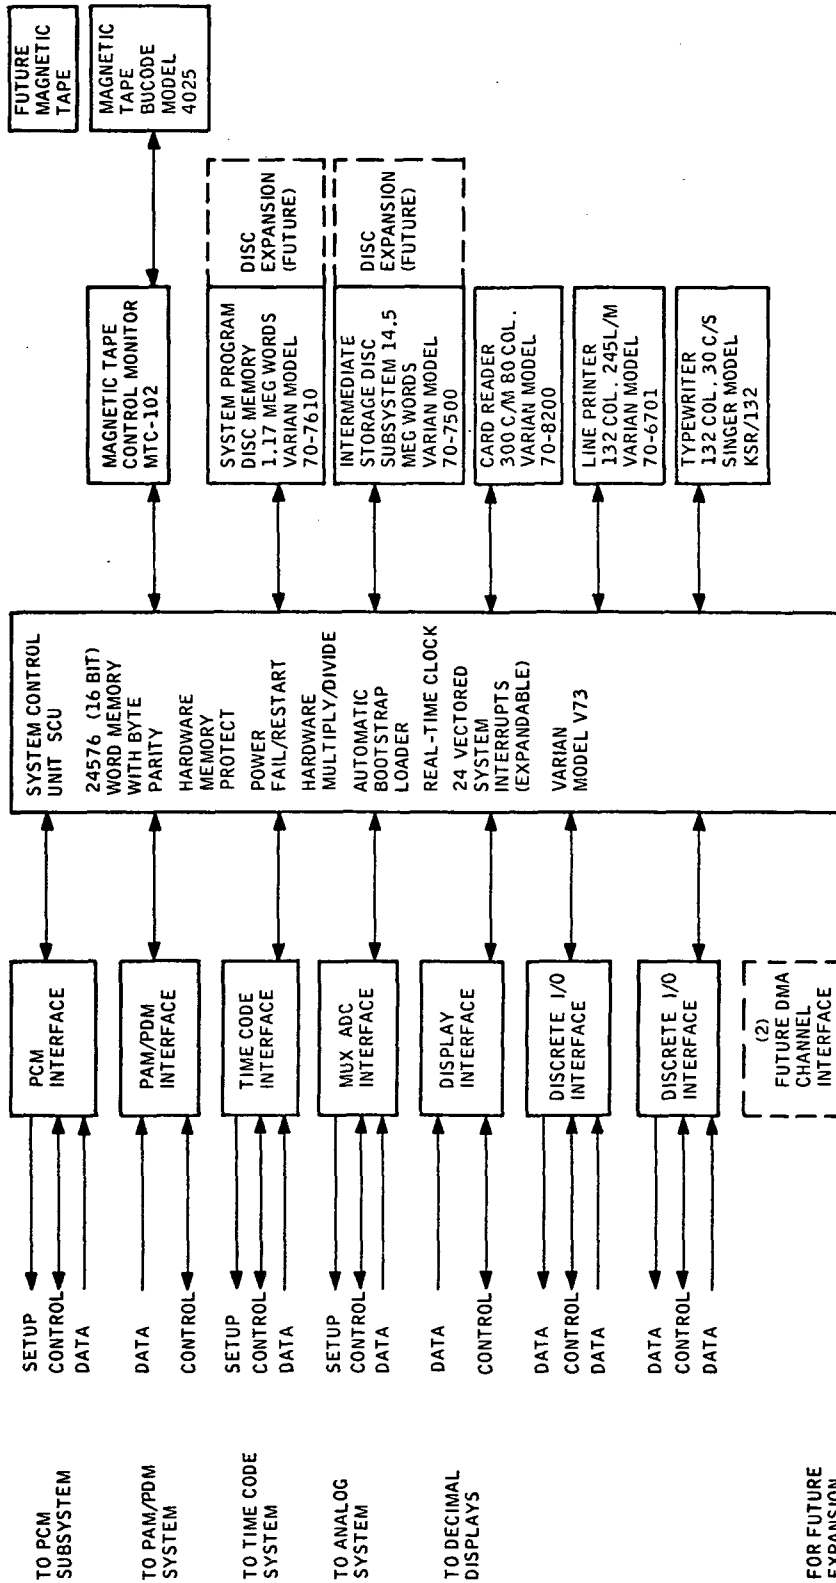 FUTURE
MAGNETIC
TAPE
MAGNETIC
TAPE
BUCODE
MODEL
4025
MAGNETIC TAPE
CONTROL MONITOR
MTC-102
SYSTEM PROGRAM
DISC MEMORY
1.17 MEG WORDS
VARIAN MODEL
70-7610
DISC
EXPANSION
(FUTURE)
INTERMEDIATE
STORAGE DISC
SUBSYSTEM 14.5
MEG WORDS
VARIAN MODEL
70-7500
DISC
EXPANSION
(FUTURE)
CARD READER
300 C/M 80 COL.
VARIAN MODEL
70-8200
LINE PRINTER
132 COL. 245L/M
VARIAN MODEL
70-6701
TYPEWRITER
132 COL. 30 C/S
SINGER MODEL
KSR/132
SYSTEM CONTROL
UNIT SCU
24576 (16 BIT)
WORD MEMORY
WITH BYTE
PARITY
HARDWARE
MEMORY
PROTECT
POWER
FAIL/RESTART
HARDWARE
MULTIPLY/DIVIDE
AUTOMATIC
BOOTSTRAP
LOADER
REAL-TIME CLOCK
24 VECTORED
SYSTEM
INTERRUPTS
(EXPANDABLE)
VARIAN
MODEL V73
PCM
INTERFACE
PAM/PDM
INTERFACE
TIME CODE
INTERFACE
MUX ADC
INTERFACE
DISPLAY
INTERFACE
DISCRETE I/O
INTERFACE
DISCRETE I/O
INTERFACE
(2)
FUTURE DMA
CHANNEL
INTERFACE
SETUP
CONTROL
DATA
DATA
CONTROL
SETUP
CONTROL
DATA
SETUP
CONTROL
DATA
DATA
CONTROL
DATA
CONTROL
DATA
DATA
CONTROL
DATA
TO PCM
SUBSYSTEM
TO PAM/PDM
SYSTEM
TO TIME CODE
SYSTEM
TO ANALOG
SYSTEM
TO DECIMAL
DISPLAYS
FOR FUTURE
EXPANSION